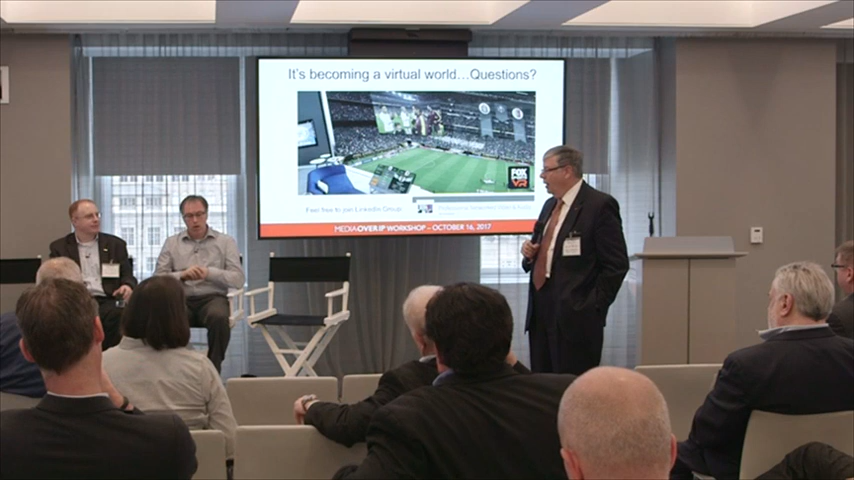 It's becoming a virtual world…Questions?
FOX
VR
Feel free to join LinkedIn Group
MEDIA OVER IP WORKSHOP – OCTOBER 16, 2017